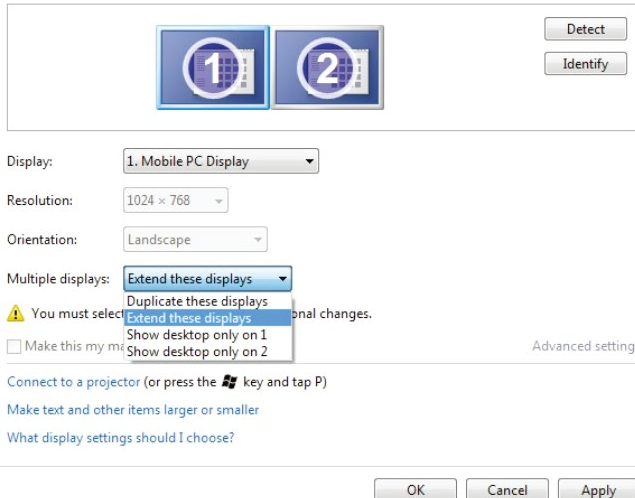 Detect
1 2
Identify
Display: 1. Mobile PC Display
Resolution: 1024 × 768
Orientation: Landscape
Multiple displays: Extend these displays
Duplicate these displays
You must select onal changes.
Extend these displays
Show desktop only on 1
Make this my ma Advanced setting
Show desktop only on 2
Connect to a projector (or press the key and tap P)
Make text and other items larger or smaller
What display settings should I choose?
OK Cancel Apply